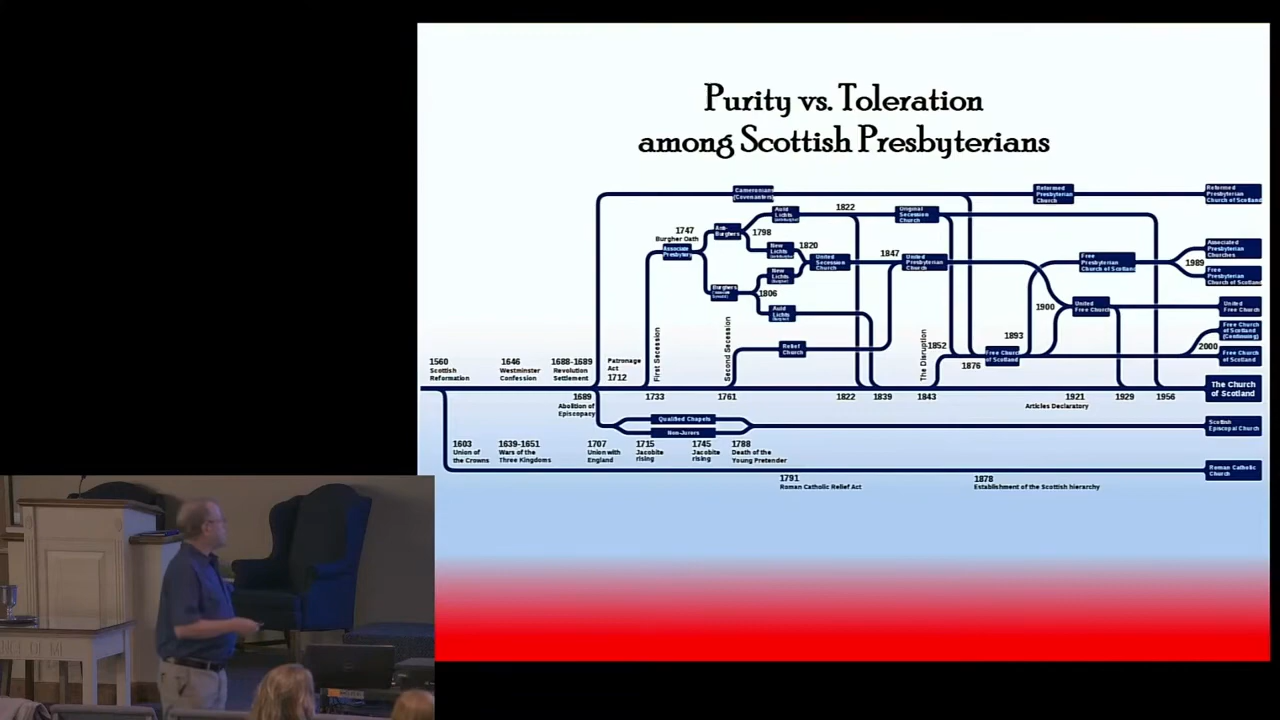 Purity vs. Toleration
among Scottish Presbyterians
Cameronians
(Covenanters)
Reformed
Presbyterian
Church
Reformed
Presbyterian
Church of Scotland
1822
Auld
Lichts
Original
Secession
Church
1747
Burgher Oath
Anti-
Burghers
1798
Associate
Presbytery
New
Lichts
1820
United
Secession
Church
1847
United
Presbyterian
Church
Free
Presbyterian
Church of Scotland
Associated
Presbyterian
Churches
1989
Free
Presbyterian
Church of Scotland
New
Lichts
Burghers
1806
Auld
Lichts
1900
United
Free Church
United
Free Church
First Secession
Second Secession
The Disruption
Relief
Church
1852
1893
1876
Free Church
of Scotland
Free Church
of Scotland
(Continuing)
2000
Free Church
of Scotland
1560
Scottish
Reformation
1646
Westminster
Confession
1688-1689
Revolution
Settlement
Patronage
Act
1712
The Church
of Scotland
1689
Abolition of
Episcopacy
1733
1761
1822
1839
1843
1921
Articles Declaratory
1929
1956
Qualified Chapels
Non-Jurors
Scottish
Episcopal Church
1603
Union of
the Crowns
1639-1651
Wars of the
Three Kingdoms
1707
Union with
England
1715
Jacobite
rising
1745
Jacobite
rising
1788
Death of the
Young Pretender
Roman Catholic
Church
1791
Roman Catholic Relief Act
1878
Establishment of the Scottish hierarchy